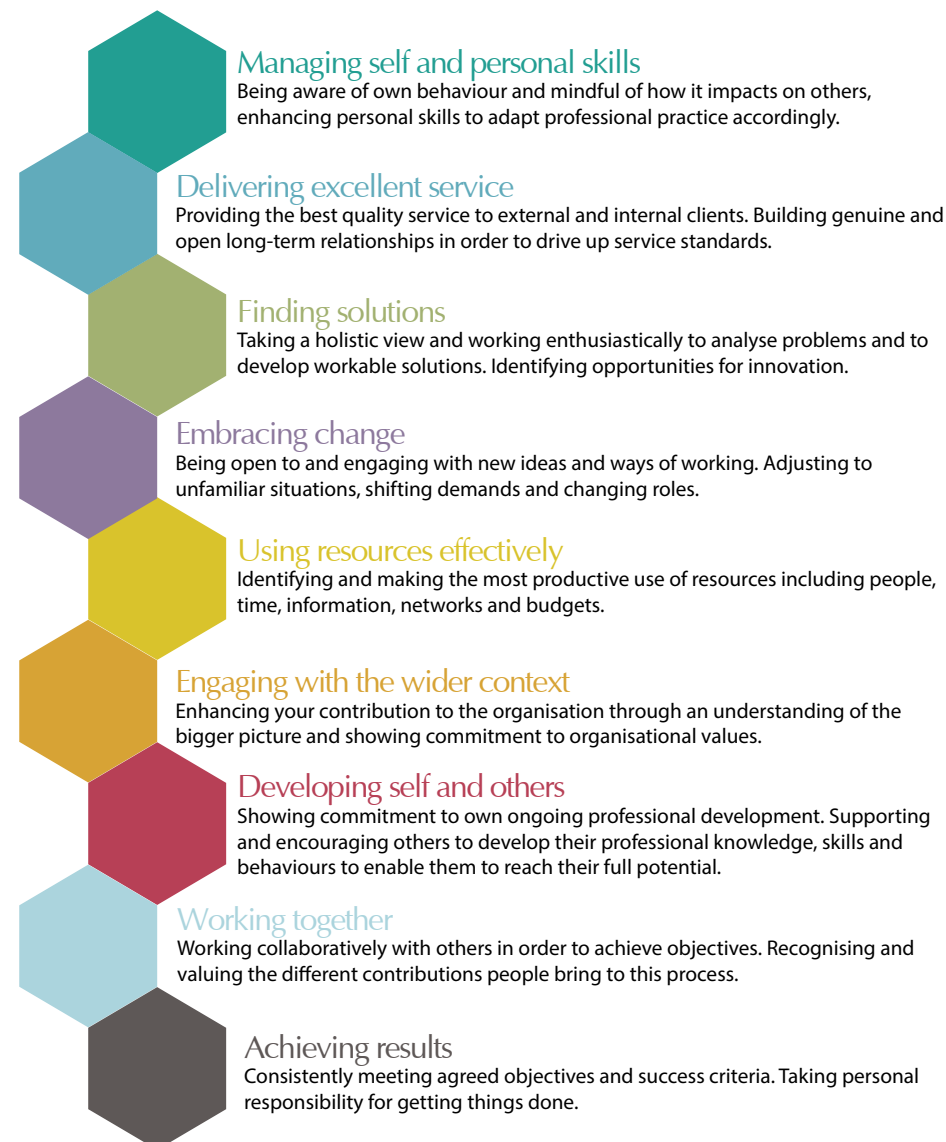 Managing self and personal skills
Being aware of own behaviour and mindful of how it impacts on others,
enhancing personal skills to adapt professional practice accordingly.
Delivering excellent service
Providing the best quality service to external and internal clients. Building genuine and
open long-term relationships in order to drive up service standards.
Finding solutions
Taking a holistic view and working enthusiastically to analyse problems and to
develop workable solutions. Identifying opportunities for innovation.
Embracing change
Being open to and engaging with new ideas and ways of working. Adjusting to
unfamiliar situations, shifting demands and changing roles.
Using resources effectively
Identifying and making the most productive use of resources including people,
time, information, networks and budgets.
Engaging with the wider context
Enhancing your contribution to the organisation through an understanding of the
bigger picture and showing commitment to organisational values.
Developing self and others
Showing commitment to own ongoing professional development. Supporting
and encouraging others to develop their professional knowledge, skills and
behaviours to enable them to reach their full potential.
Working together
Working collaboratively with others in order to achieve objectives. Recognising and
valuing the different contributions people bring to this process.
Achieving results
Consistently meeting agreed objectives and success criteria. Taking personal
responsibility for getting things done.